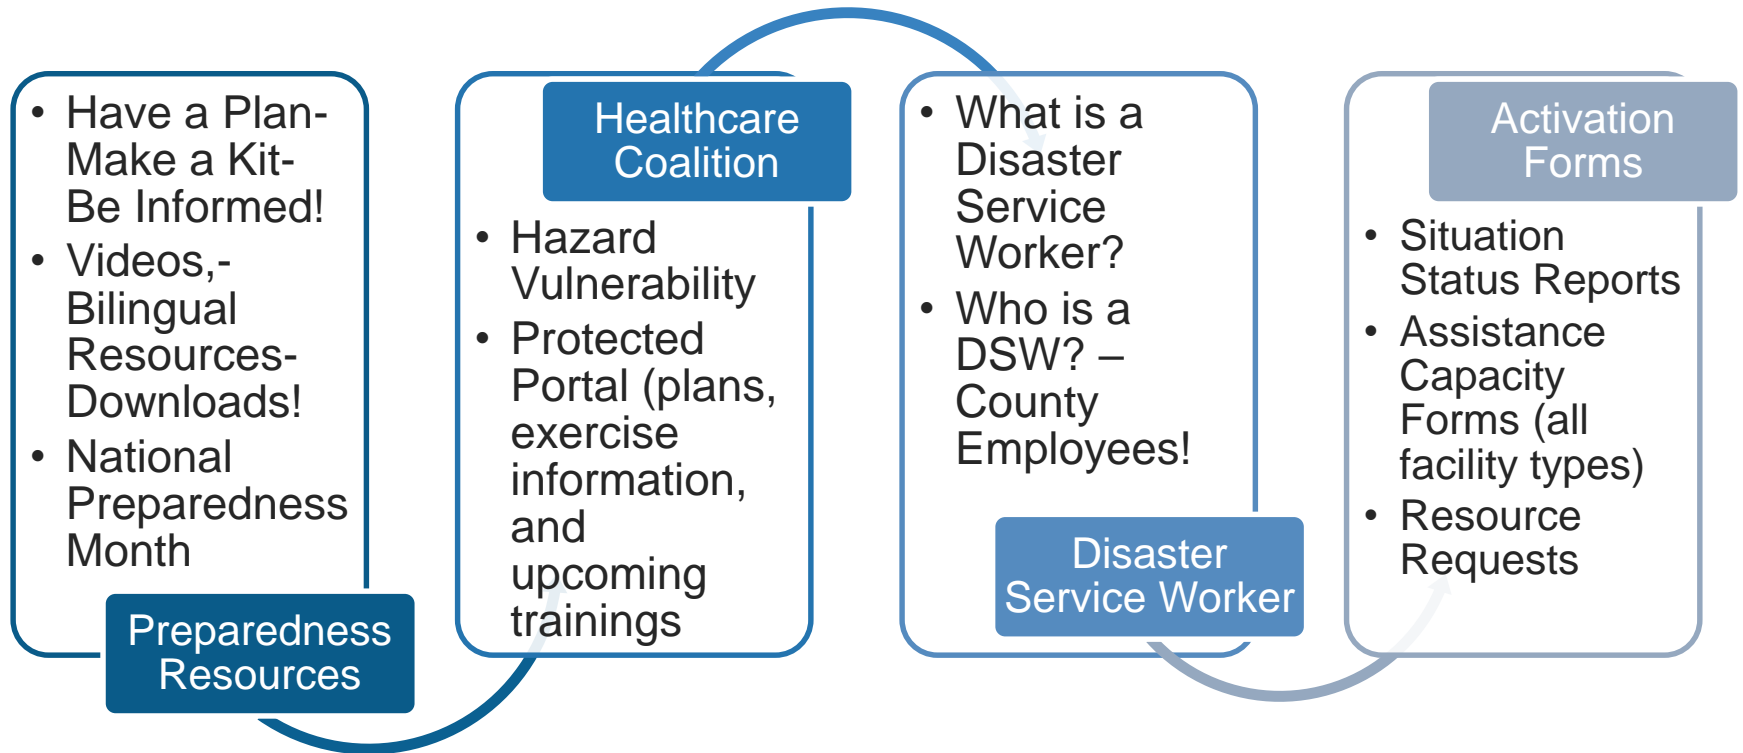 • Have a Plan-
Make a Kit-
Be Informed!
• Videos,-
Bilingual
Resources-
Downloads!
• National
Preparedness
Month
Preparedness
Resources
Healthcare
Coalition
• Hazard
Vulnerability
• Protected
Portal (plans,
exercise
information,
and
upcoming
trainings
• What is a
Disaster
Service
Worker?
• Who is a
DSW? –
County
Employees!
Disaster
Service Worker
Activation
Forms
• Situation
Status Reports
• Assistance
Capacity
Forms (all
facility types)
• Resource
Requests